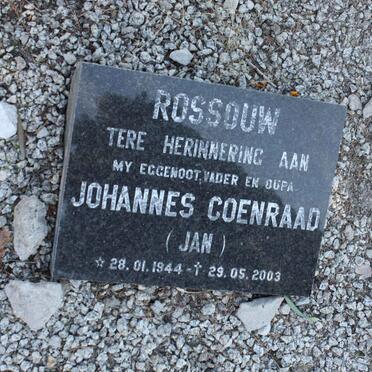 ROSSOUW
TERE HERINNERING AAN
MY EGGENOOT, VADER EN OUPA
JOHANNES COENRAAD
(JAN)
☆ 28.01.1944 - ✝ 29.05.2003